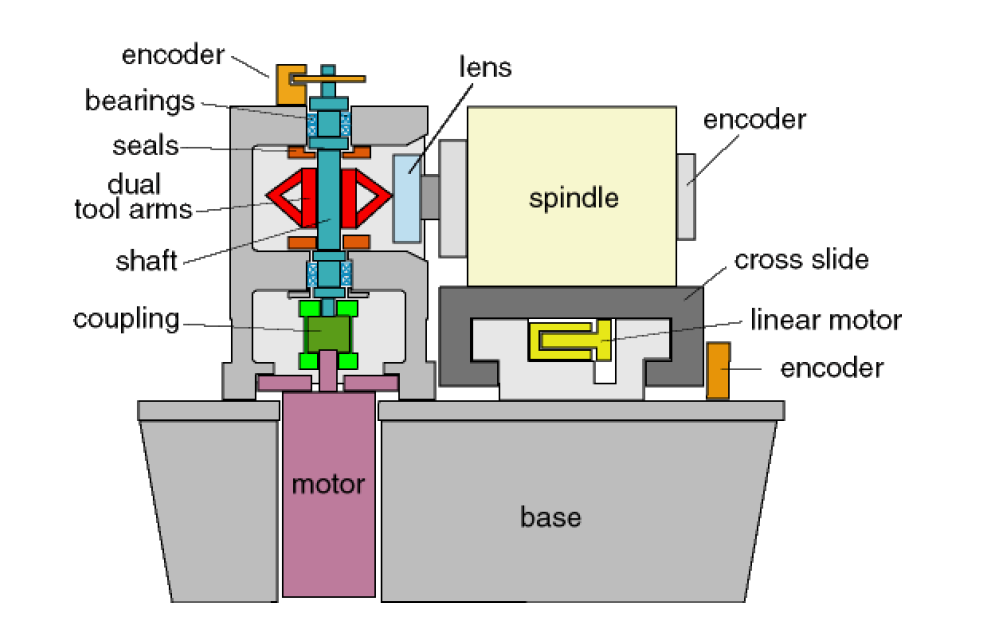 encoder
lens
bearings
encoder
seals
dual
tool arms
spindle
shaft
cross slide
coupling
linear motor
encoder
motor
base